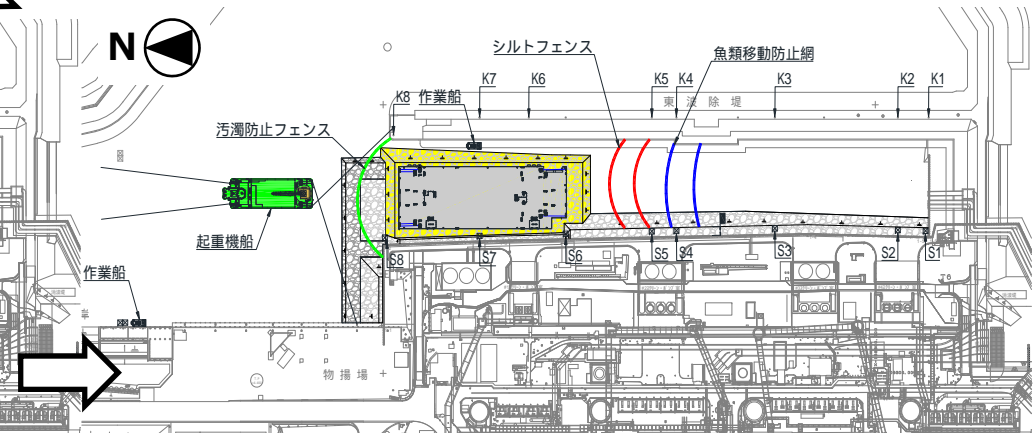 N
シルトフェンス
魚類移動防止網
K8
作業船
K7
K6
K5
K4
K3
K2
K1
東波除堤
汚濁防止フェンス
起重機船
作業船
S8
S7
S6
S5
S4
S3
S2
S1
物揚場